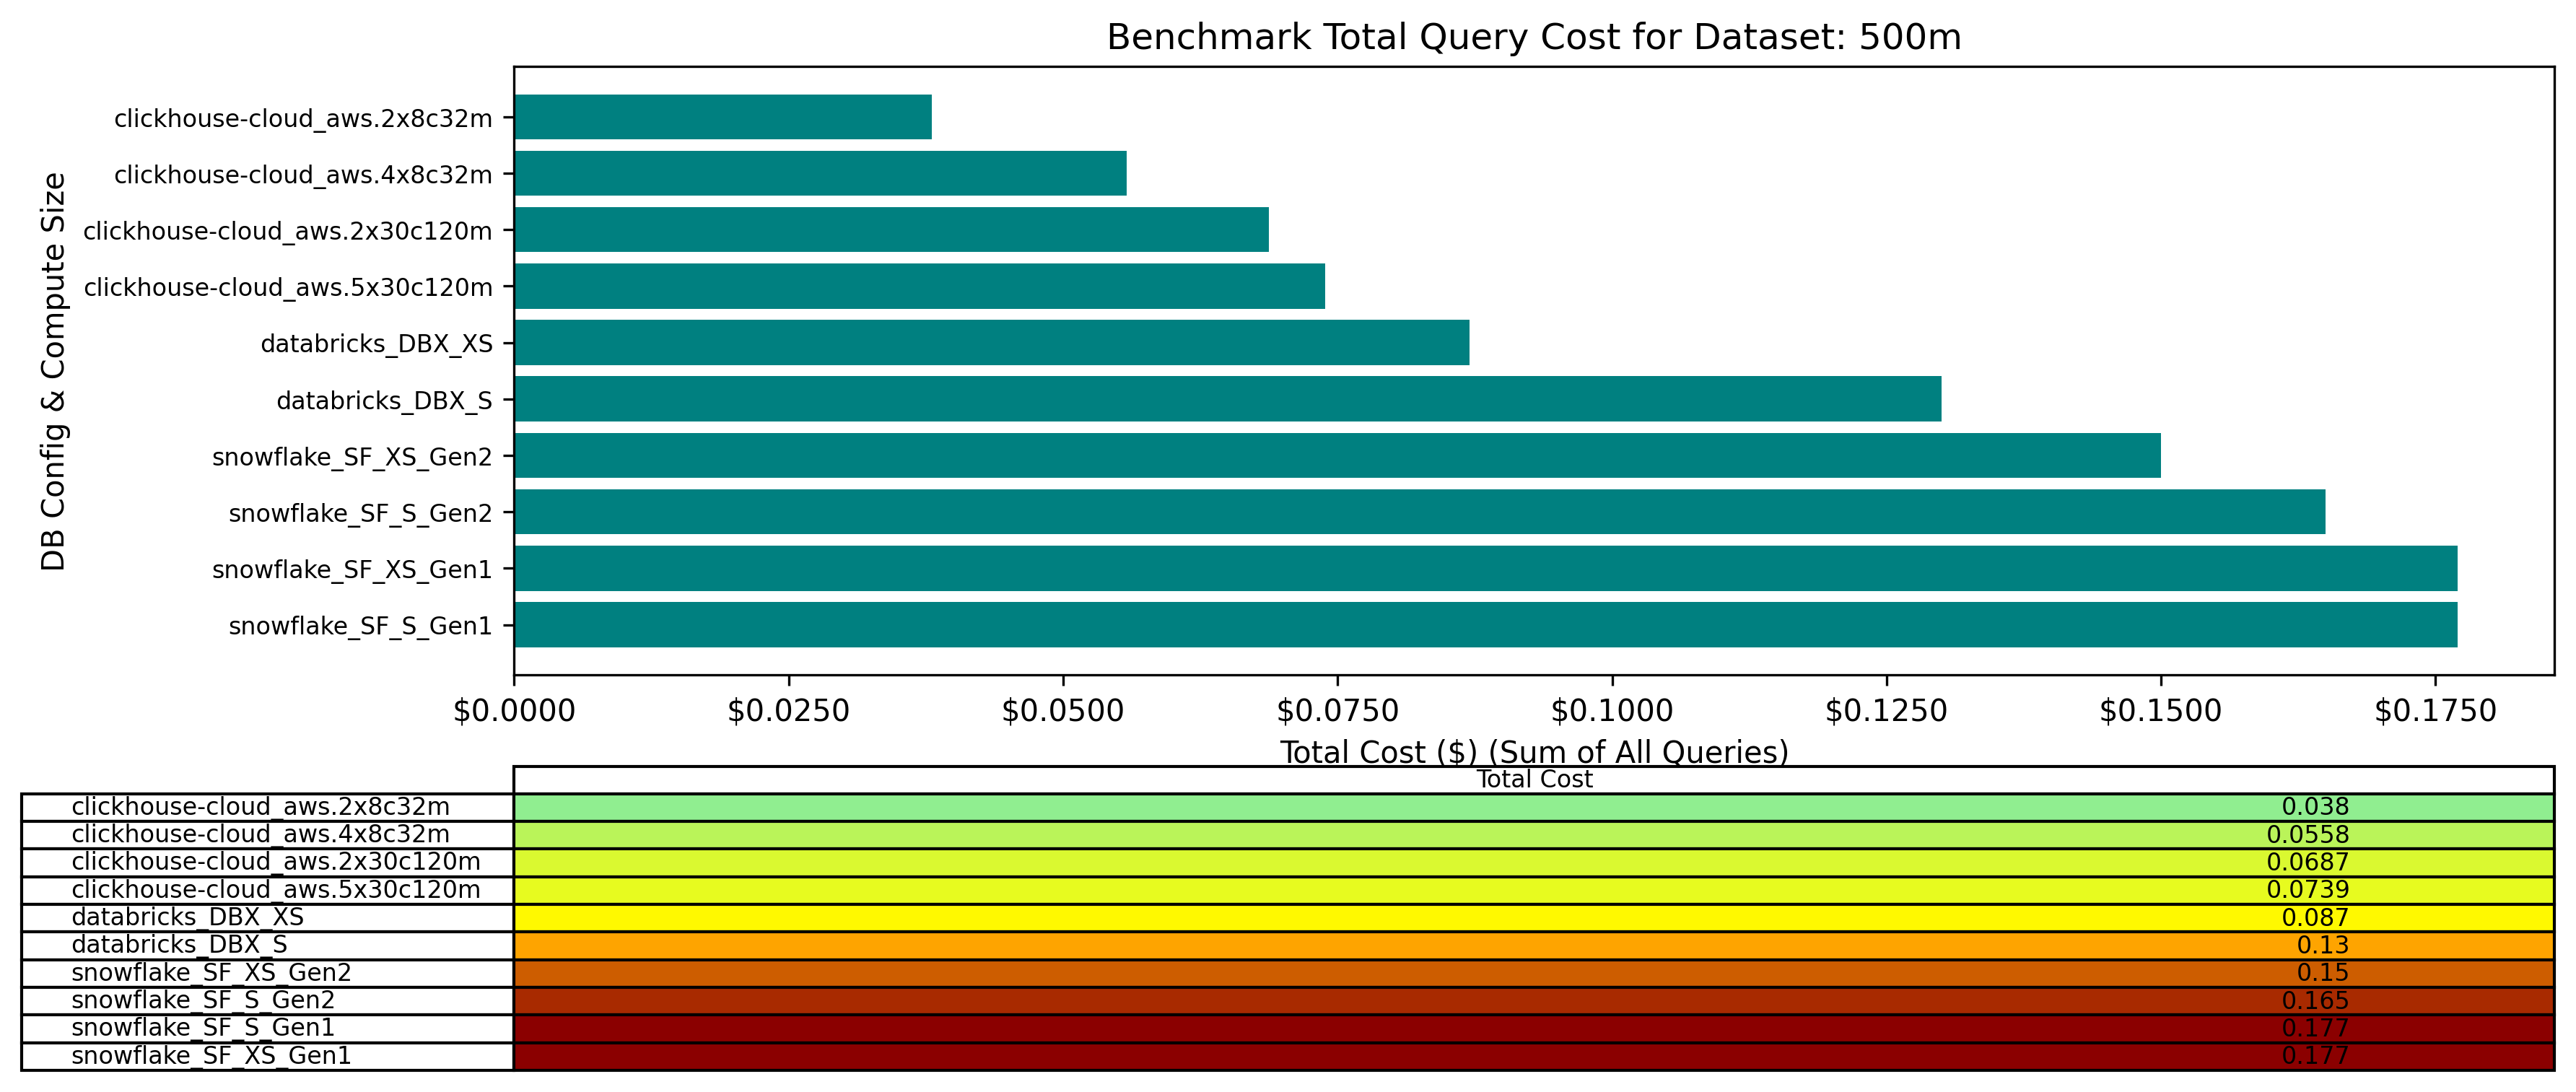 Benchmark Total Query Cost for Dataset: 500m
DB Config & Compute Size
clickhouse-cloud_aws.2x8c32m
clickhouse-cloud_aws.4x8c32m
clickhouse-cloud_aws.2x30c120m
clickhouse-cloud_aws.5x30c120m
databricks_DBX_XS
databricks_DBX_S
snowflake_SF_XS_Gen2
snowflake_SF_S_Gen2
snowflake_SF_XS_Gen1
snowflake_SF_S_Gen1
$0.0000 $0.0250 $0.0500 $0.0750 $0.1000 $0.1250 $0.1500 $0.1750
Total Cost ($) (Sum of All Queries)
Total Cost
clickhouse-cloud_aws.2x8c32m 0.038
clickhouse-cloud_aws.4x8c32m 0.0558
clickhouse-cloud_aws.2x30c120m 0.0687
clickhouse-cloud_aws.5x30c120m 0.0739
databricks_DBX_XS 0.087
databricks_DBX_S 0.13
snowflake_SF_XS_Gen2 0.15
snowflake_SF_S_Gen2 0.165
snowflake_SF_S_Gen1 0.177
snowflake_SF_XS_Gen1 0.177